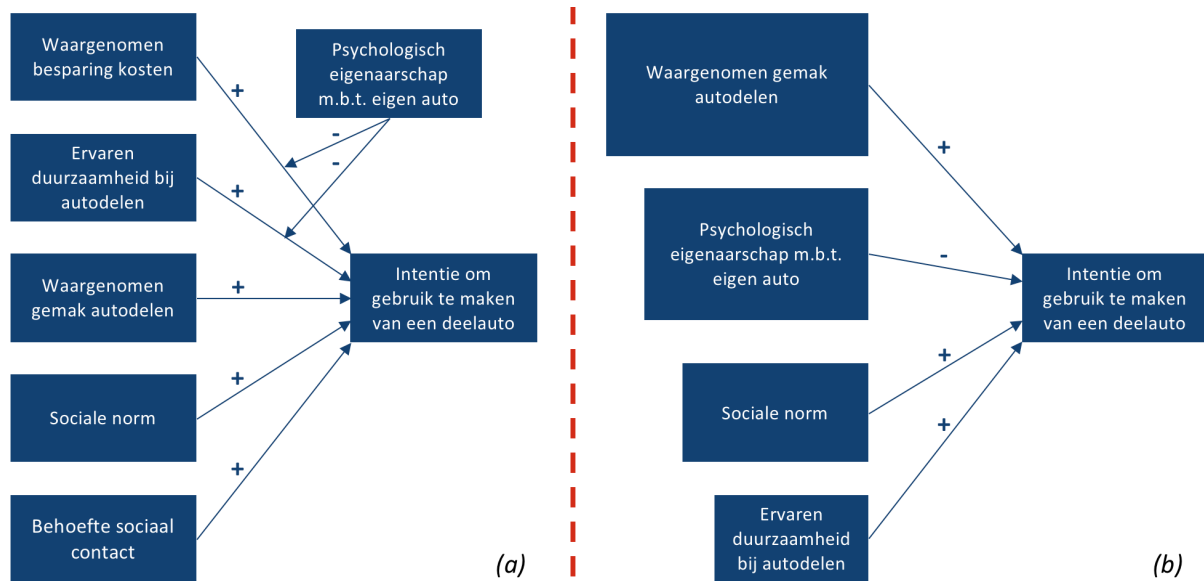 Waargenomen
besparing kosten
+
Psychologisch
eigenaarschap
m.b.t. eigen auto
-
-
Ervaren
duurzaamheid bij
autodelen
+
Waargenomen
gemak autodelen
+
Intentie om
gebruik te maken
van een deelauto
Sociale norm
+
Behoefte sociaal
contact
+
(a)
Waargenomen gemak
autodelen
+
Psychologisch
eigenaarschap m.b.t.
eigen auto
-
Intentie om
gebruik te maken
van een deelauto
Sociale norm
+
+
Ervaren
duurzaamheid
bij autodelen
(b)